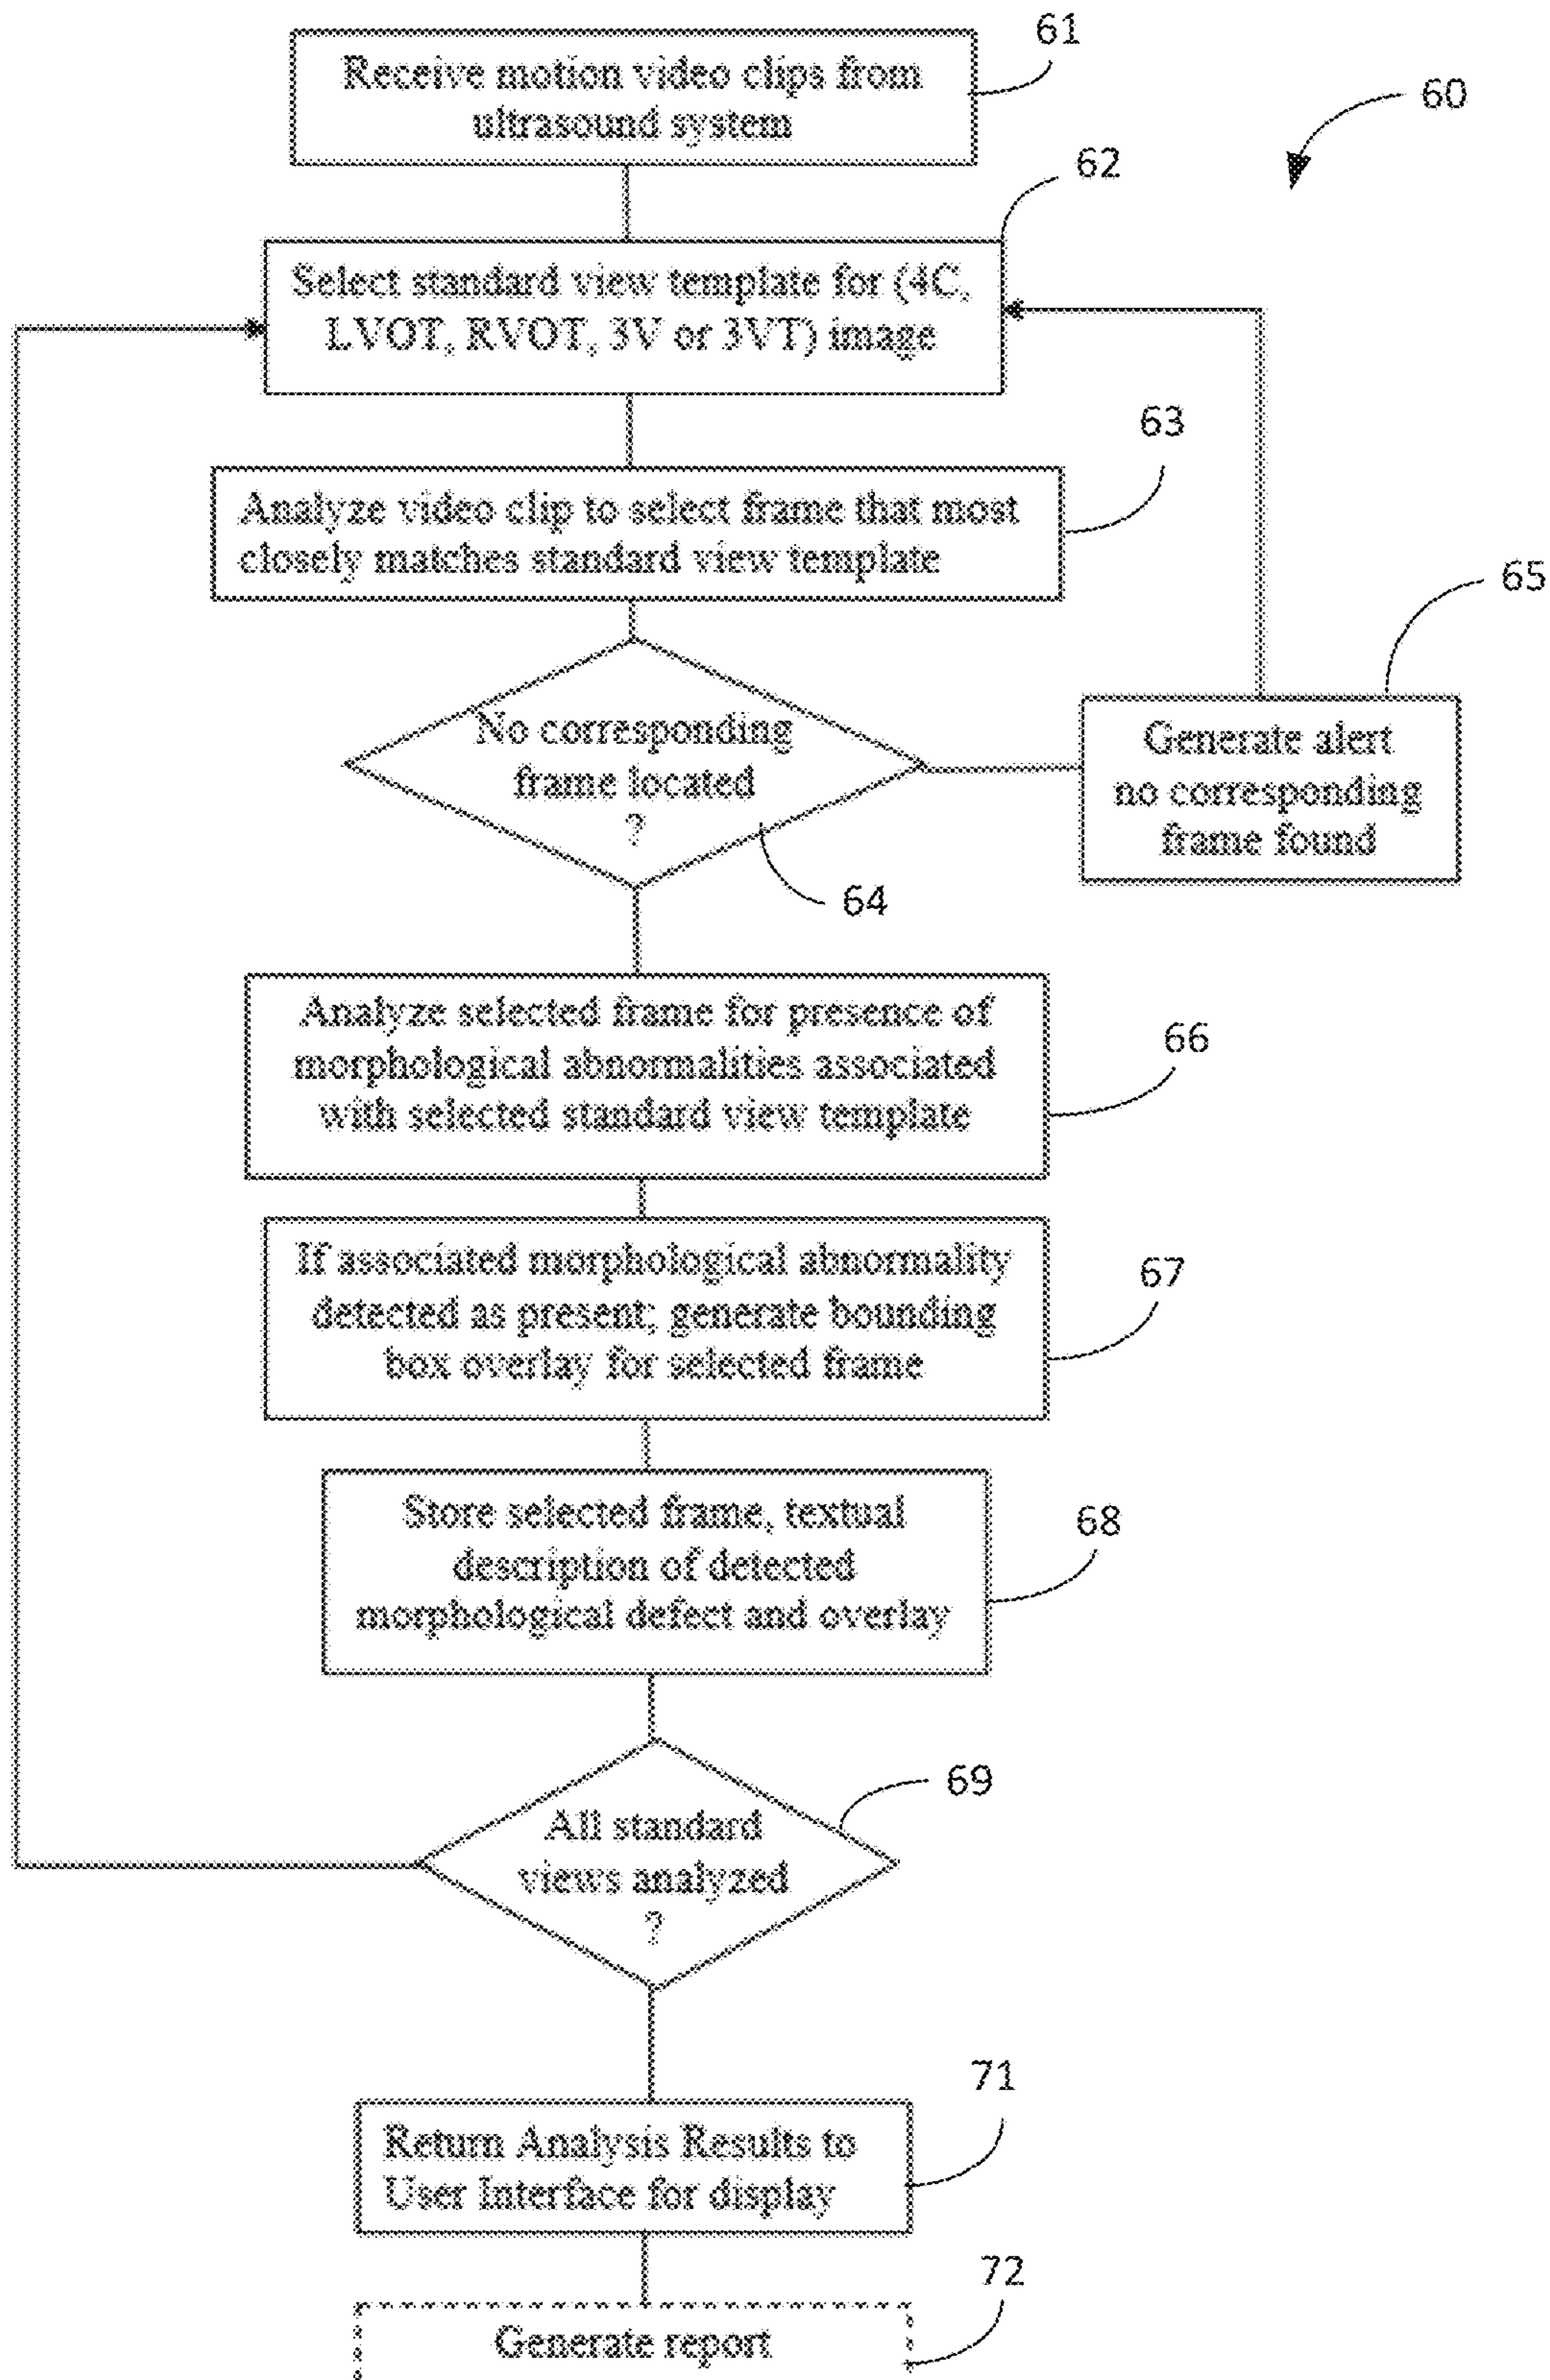 61
Receive motion video clips from
ultrasound system
60
62
Select standard view template for (4C,
LVOT, RVOT, 3V or 3VT) image
63
Analyze video clip to select frame that most
closely matches standard view template
65
No corresponding
frame located
?
Generate alert
no corresponding
frame found
64
Analyze selected frame for presence of
morphological abnormalities associated
with selected standard view template
66
If associated morphological abnormality
detected as present; generate bounding
box overlay for selected frame
67
Store selected frame, textual
description of detected
morphological defect and overlay
68
69
All standard
views analyzed
?
71
Return Analysis Results to
User Interface for display
72
Generate report